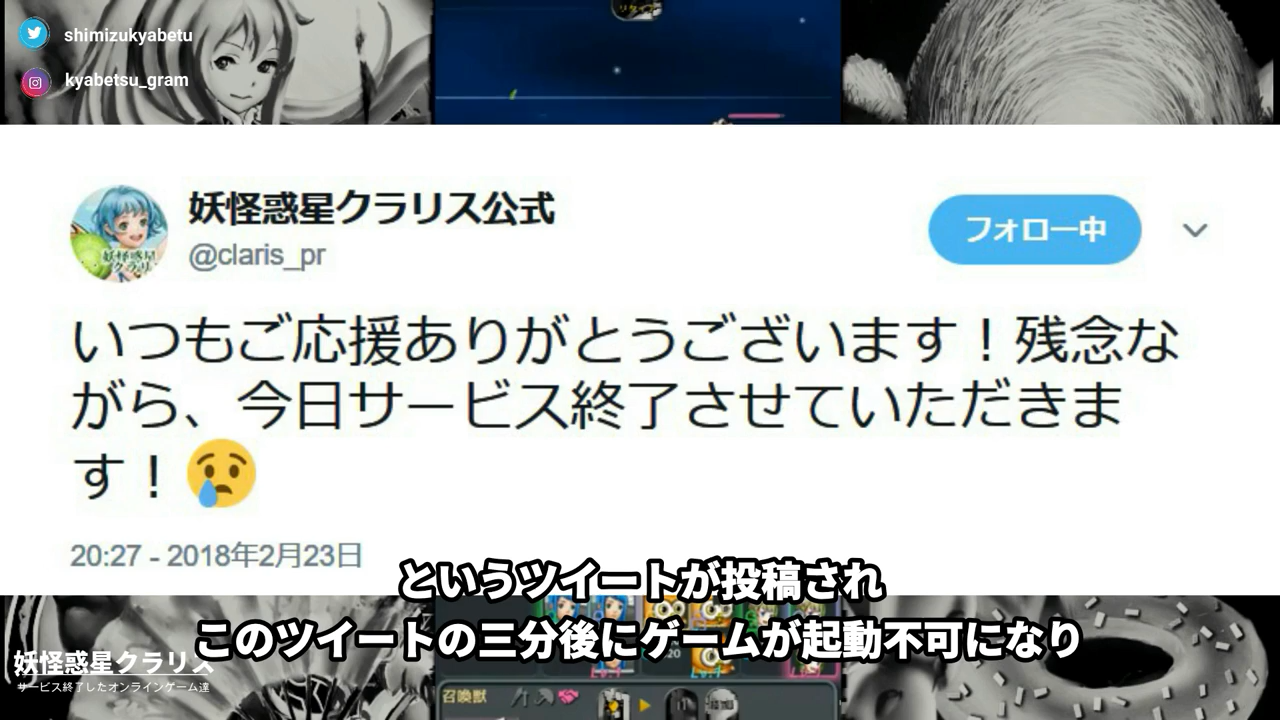 shimizukyabetu
kyabetsu_gram
妖怪惑星クラリス公式
@claris_pr
フォロー中
いつもご応援ありがとうございます！残念な
がら、今日サービス終了させていただきま
す！😢
20:27 - 2018年2月23日
というツイートが投稿され
このツイートの三分後にゲームが起動不可になり
妖怪惑星クラリス
サービス終了したオンラインゲーム達
召喚獣